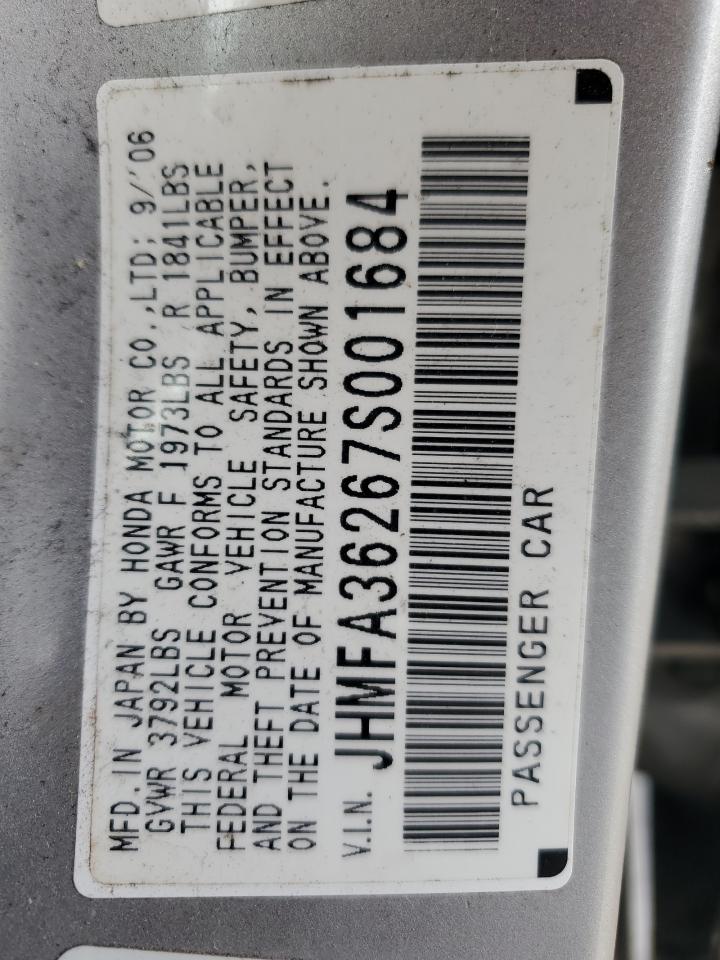 MFD. IN JAPAN BY HONDA MOTOR CO.,LTD; 9/'06
GVWR 3792LBS GAWR F 1973LBS R 1841LBS
THIS VEHICLE CONFORMS TO ALL APPLICABLE
FEDERAL MOTOR VEHICLE SAFETY, BUMPER,
AND THEFT PREVENTION STANDARDS IN EFFECT
ON THE DATE OF MANUFACTURE SHOWN ABOVE.
V.I.N. JHMFA36267S001684
PASSENGER CAR